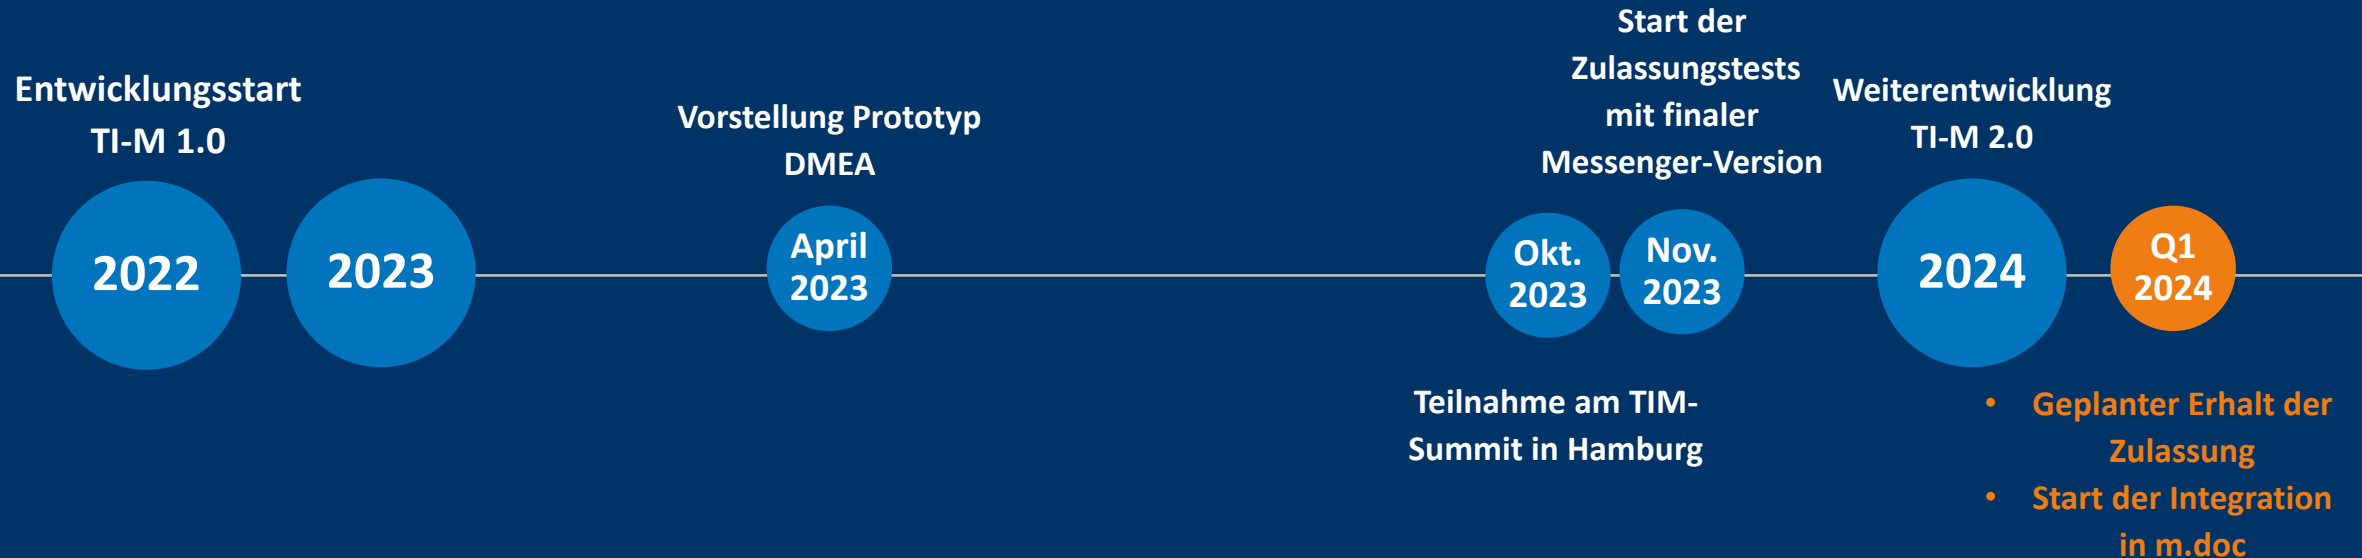 Entwicklungsstart
TI-M 1.0
2022
2023
Vorstellung Prototyp
DMEA
April
2023
Okt.
2023
Teilnahme am TIM-
Summit in Hamburg
Start der
Zulassungstests
mit finaler
Messenger-Version
Nov.
2023
Weiterentwicklung
TI-M 2.0
2024
Q1
2024
• Geplanter Erhalt der
Zulassung
• Start der Integration
in m.doc